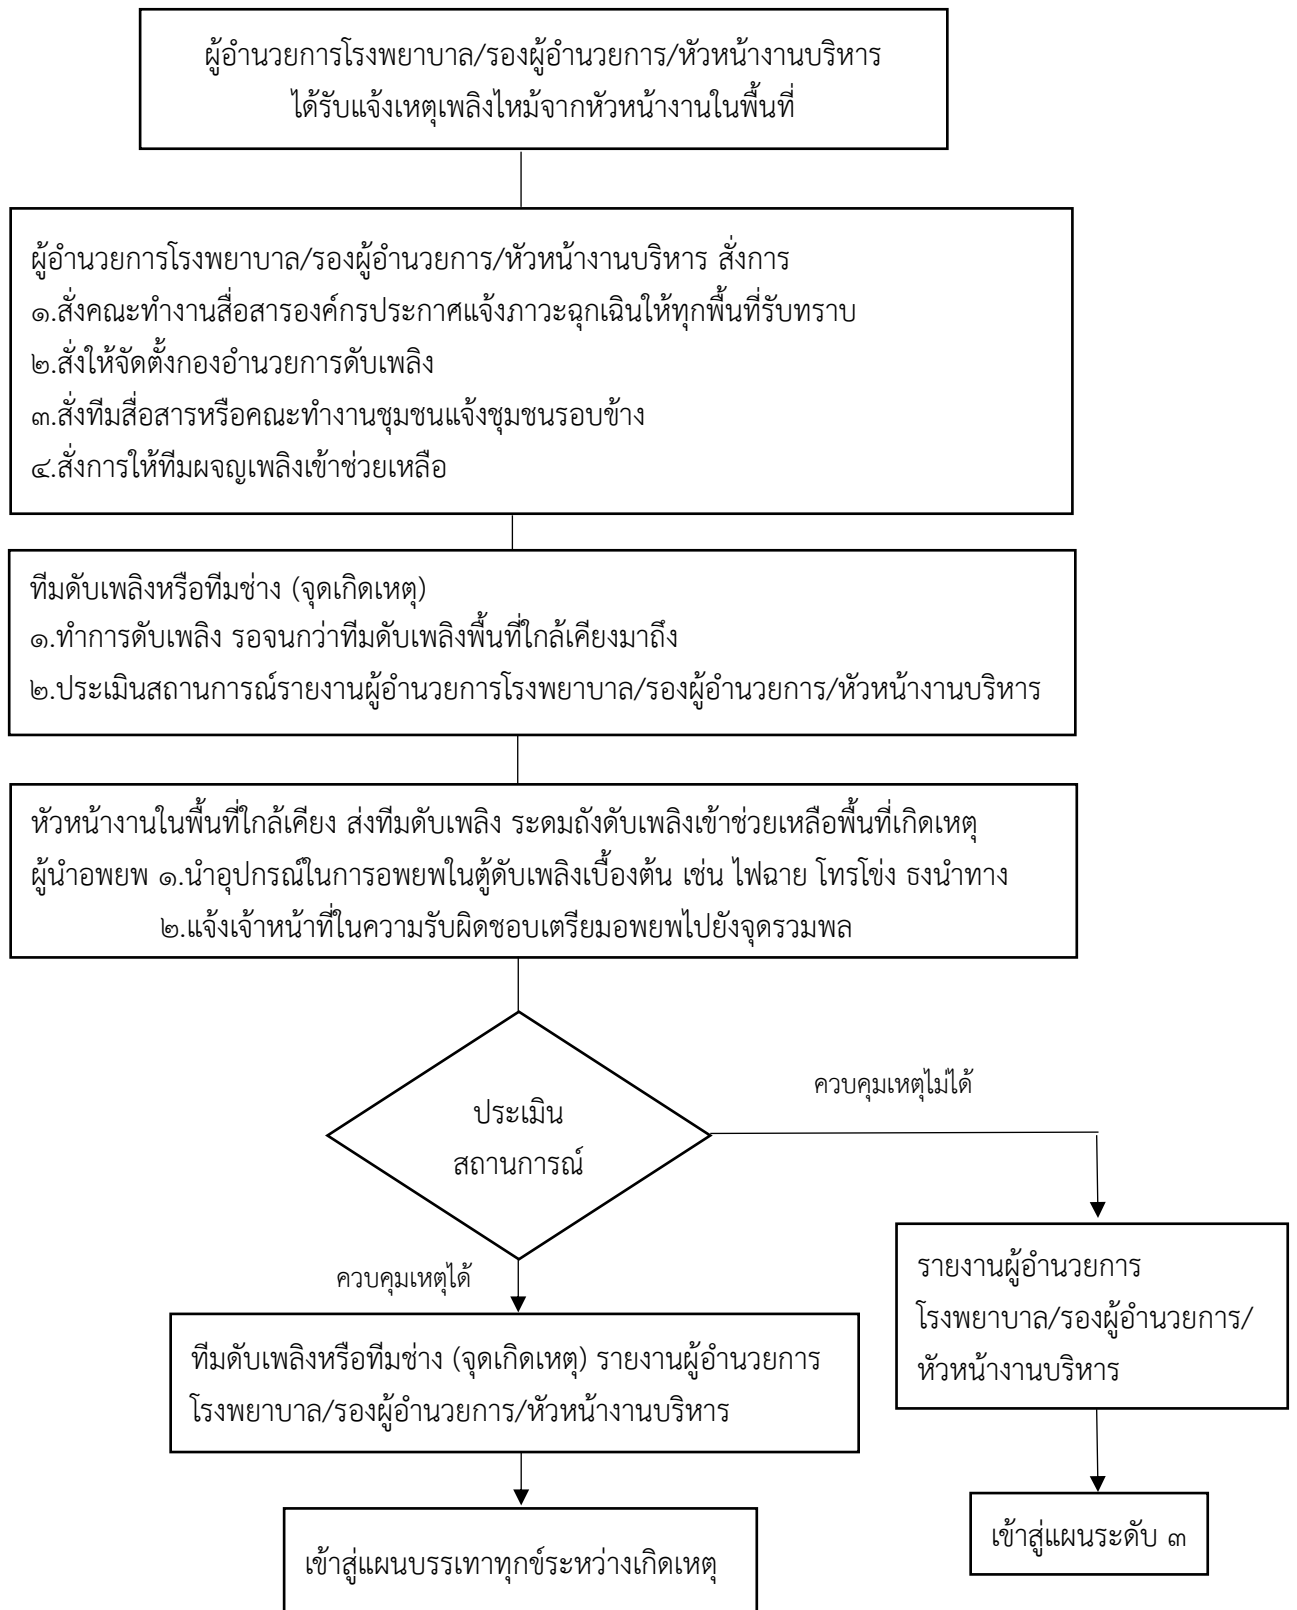 ผู้อำนวยการโรงพยาบาล/รองผู้อำนวยการ/หัวหน้างานบริหาร
ได้รับแจ้งเหตุเพลิงไหม้จากหัวหน้างานในพื้นที่
ผู้อำนวยการโรงพยาบาล/รองผู้อำนวยการ/หัวหน้างานบริหาร สั่งการ
๑.สั่งคณะทำงานสื่อสารองค์กรประกาศแจ้งภาวะฉุกเฉินให้ทุกพื้นที่รับทราบ
๒.สั่งให้จัดตั้งกองอำนวยการดับเพลิง
๓.สั่งทีมสื่อสารหรือคณะทำงานชุมชนแจ้งชุมชนรอบข้าง
๔.สั่งการให้ทีมผจญเพลิงเข้าช่วยเหลือ
ทีมดับเพลิงหรือทีมช่าง (จุดเกิดเหตุ)
๑.ทำการดับเพลิง รอจนกว่าทีมดับเพลิงพื้นที่ใกล้เคียงมาถึง
๒.ประเมินสถานการณ์รายงานผู้อำนวยการโรงพยาบาล/รองผู้อำนวยการ/หัวหน้างานบริหาร
หัวหน้างานในพื้นที่ใกล้เคียง ส่งทีมดับเพลิง ระดมถังดับเพลิงเข้าช่วยเหลือพื้นที่เกิดเหตุ
ผู้นำอพยพ ๑.นำอุปกรณ์ในการอพยพในตู้ดับเพลิงเบื้องต้น เช่น ไฟฉาย โทรโข่ง ธงนำทาง
๒.แจ้งเจ้าหน้าที่ในความรับผิดชอบเตรียมอพยพไปยังจุดรวมพล
ประเมิน
สถานการณ์
ควบคุมเหตุไม่ได้
ควบคุมเหตุได้
รายงานผู้อำนวยการ
โรงพยาบาล/รองผู้อำนวยการ/
หัวหน้างานบริหาร
ทีมดับเพลิงหรือทีมช่าง (จุดเกิดเหตุ) รายงานผู้อำนวยการ
โรงพยาบาล/รองผู้อำนวยการ/หัวหน้างานบริหาร
เข้าสู่แผนระดับ ๓
เข้าสู่แผนบรรเทาทุกข์ระหว่างเกิดเหตุ